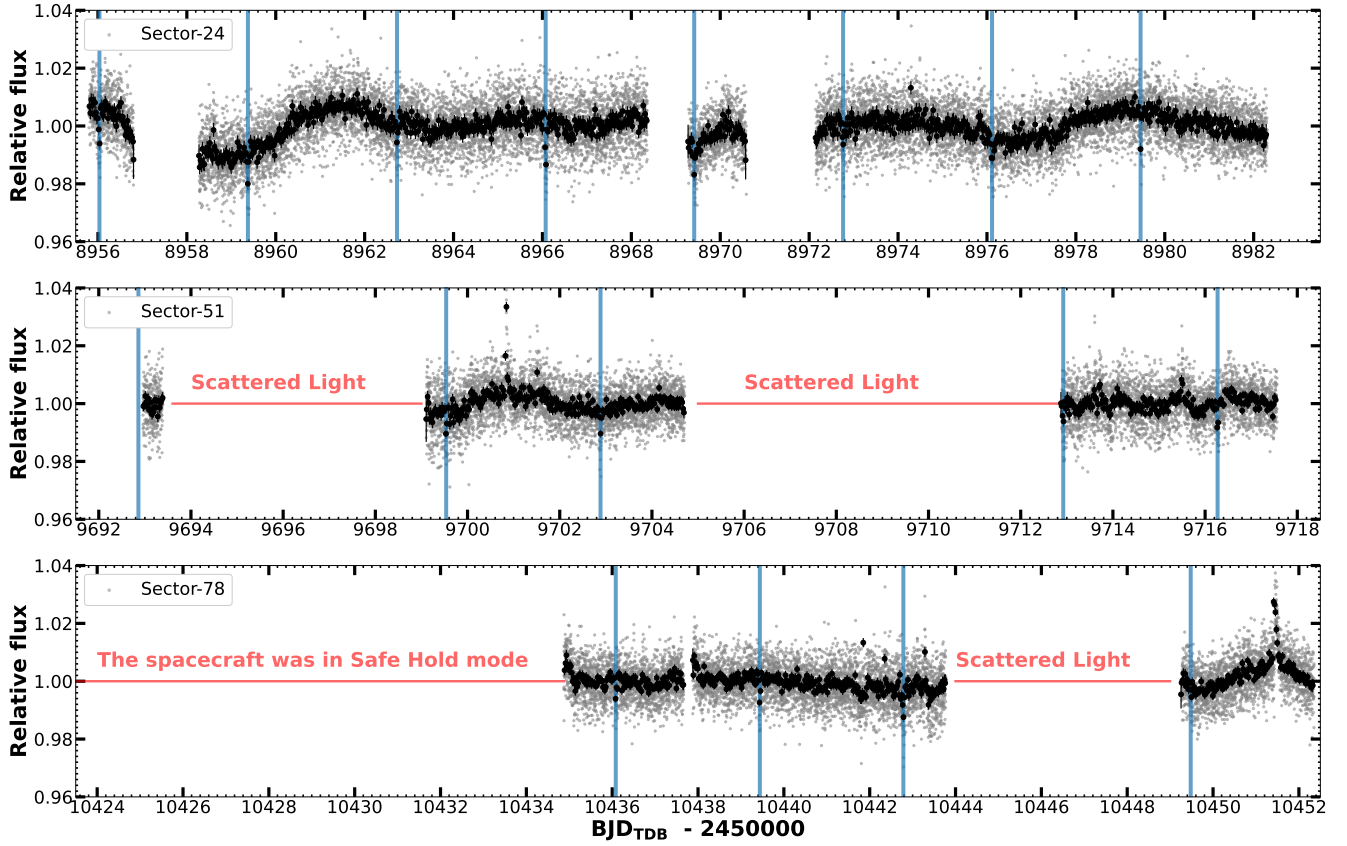 1.04
Sector-24
1.02
1.00
0.98
0.96
Relative flux
8956 8958 8960 8962 8964 8966 8968 8970 8972 8974 8976 8978 8980 8982
1.04
Sector-51
1.02
Scattered Light Scattered Light
1.00
0.98
0.96
Relative flux
9692 9694 9696 9698 9700 9702 9704 9706 9708 9710 9712 9714 9716 9718
1.04
Sector-78
1.02
The spacecraft was in Safe Hold mode Scattered Light
1.00
0.98
0.96
Relative flux
10424 10426 10428 10430 10432 10434 10436 10438 10440 10442 10444 10446 10448 10450 10452
BJD_TDB - 2450000